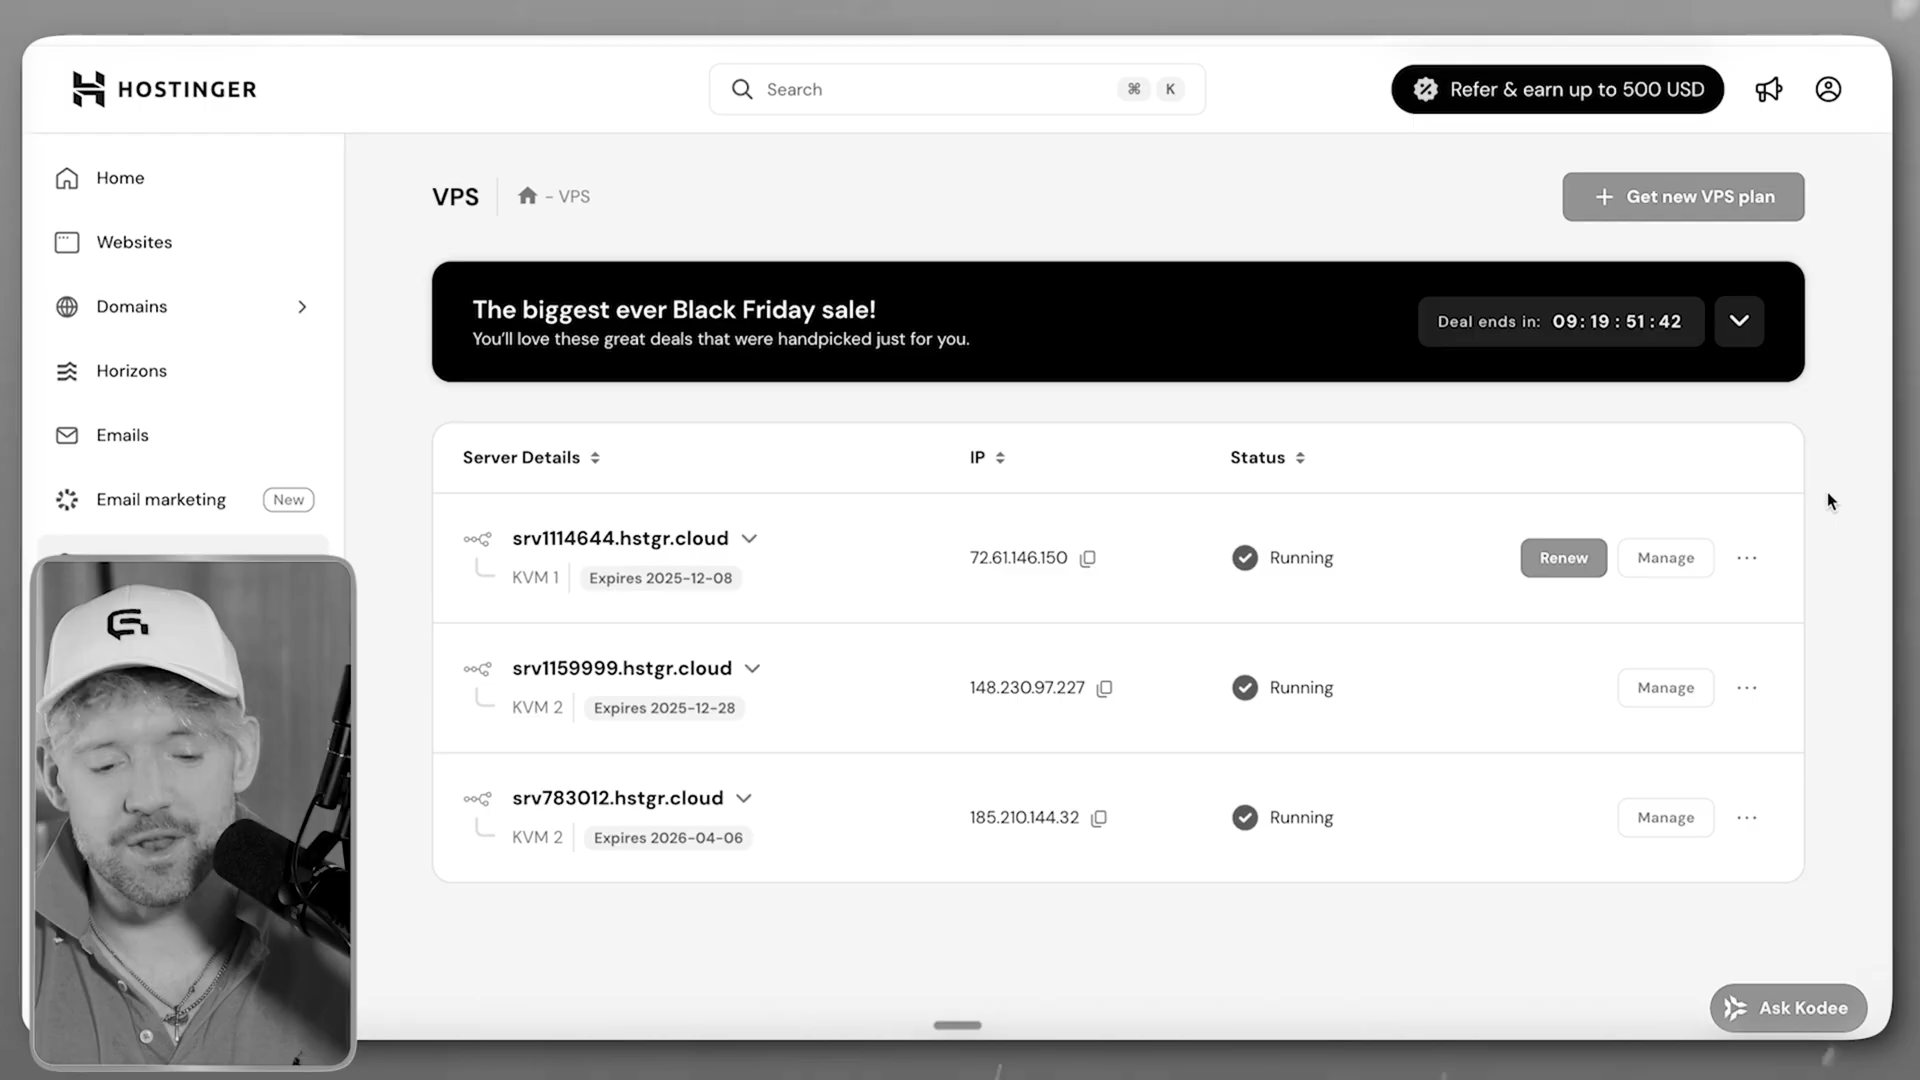 HOSTINGER
Search
⌘ K
Refer & earn up to 500 USD
Home
Websites
Domains
Horizons
Emails
Email marketing New
VPS - VPS
+ Get new VPS plan
The biggest ever Black Friday sale!
You'll love these great deals that were handpicked just for you.
Deal ends in: 09 : 19 : 51 : 42
Server Details IP Status
srv1114644.hstgr.cloud
KVM 1 Expires 2025-12-08
72.61.146.150 Running Renew Manage ...
srv1159999.hstgr.cloud
KVM 2 Expires 2025-12-28
148.230.97.227 Running Manage ...
srv783012.hstgr.cloud
KVM 2 Expires 2026-04-06
185.210.144.32 Running Manage ...
Ask Kodee